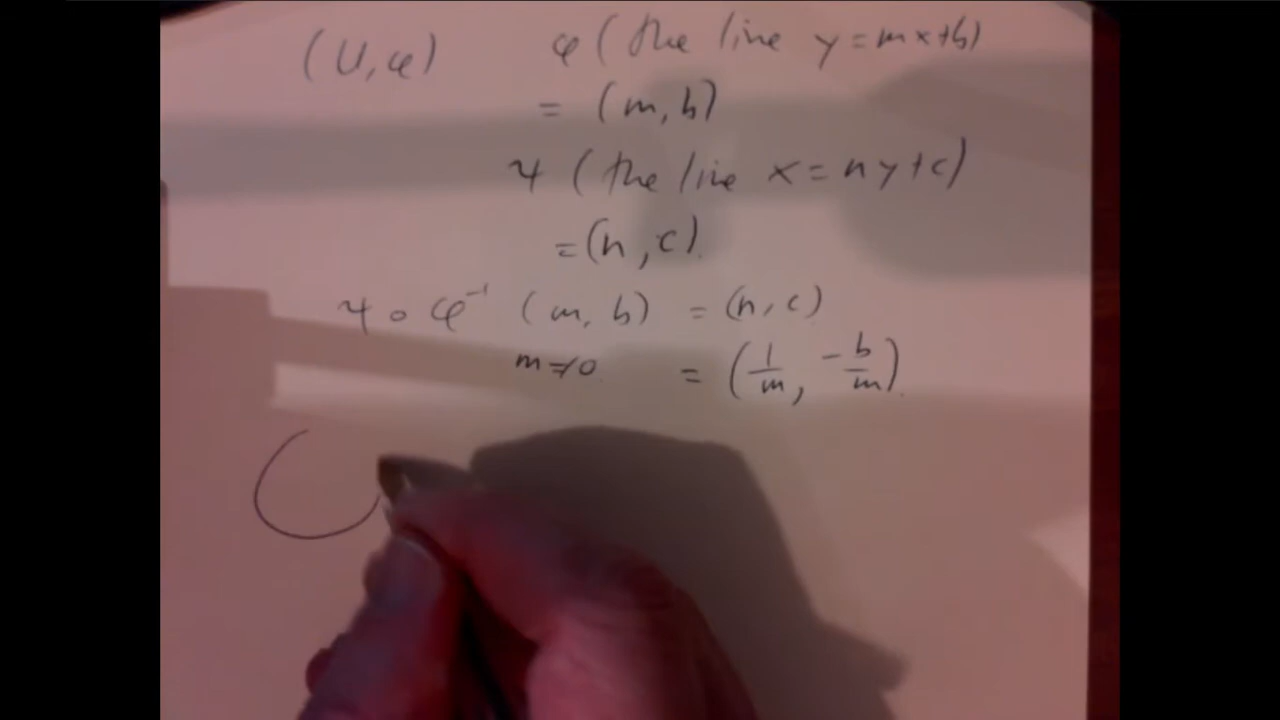 (U, φ) φ (the line y = mx+b)
= (m, b)
ψ (the line x = ny+c)
= (n, c).
ψ ∘ φ⁻¹ (m, b) = (n, c)
m ≠ 0. = (1/m, -b/m).